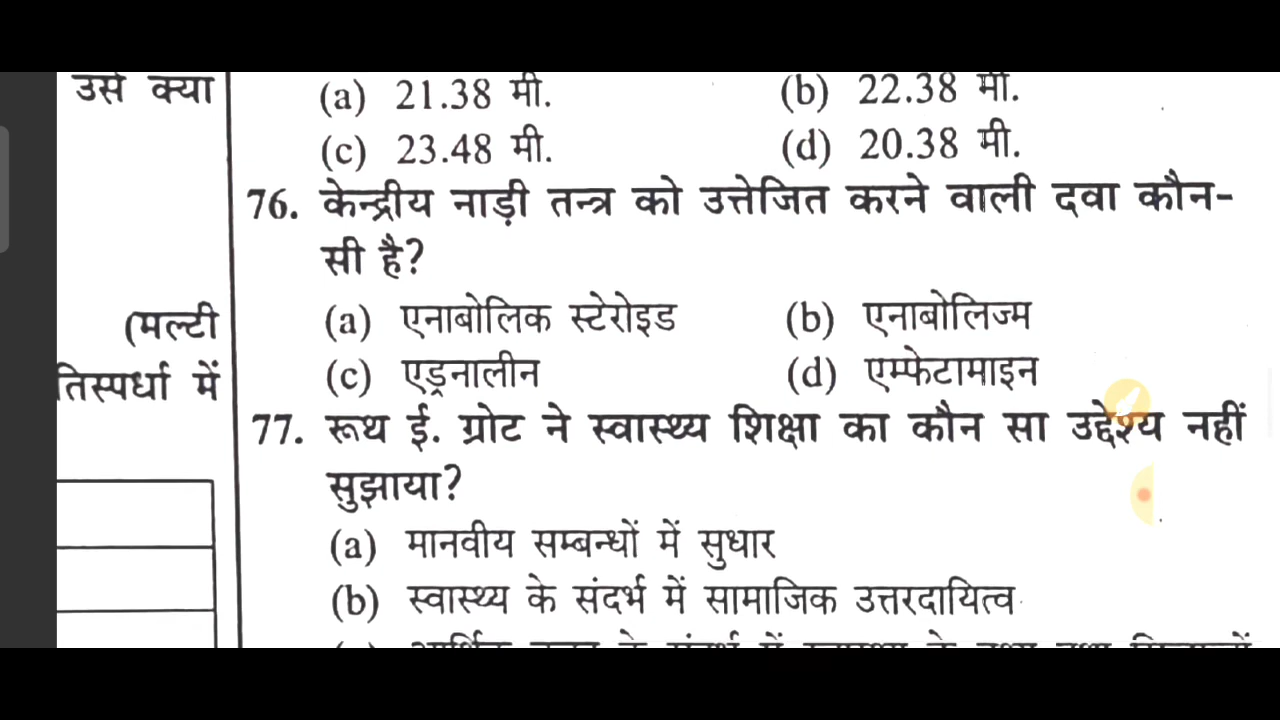 उसे क्या
(मल्टी
तिस्पर्धा में
(a) 21.38 मी. (b) 22.38 मी.
(c) 23.48 मी. (d) 20.38 मी.
76. केन्द्रीय नाड़ी तन्त्र को उत्तेजित करने वाली दवा कौन-
सी है?
(a) एनाबोलिक स्टेरोइड (b) एनाबोलिज्म
(c) एड्रनालीन (d) एम्फेटामाइन
77. रूथ ई. ग्रोट ने स्वास्थ्य शिक्षा का कौन सा उद्देश्य नहीं
सुझाया?
(a) मानवीय सम्बन्धों में सुधार
(b) स्वास्थ्य के संदर्भ में सामाजिक उत्तरदायित्व